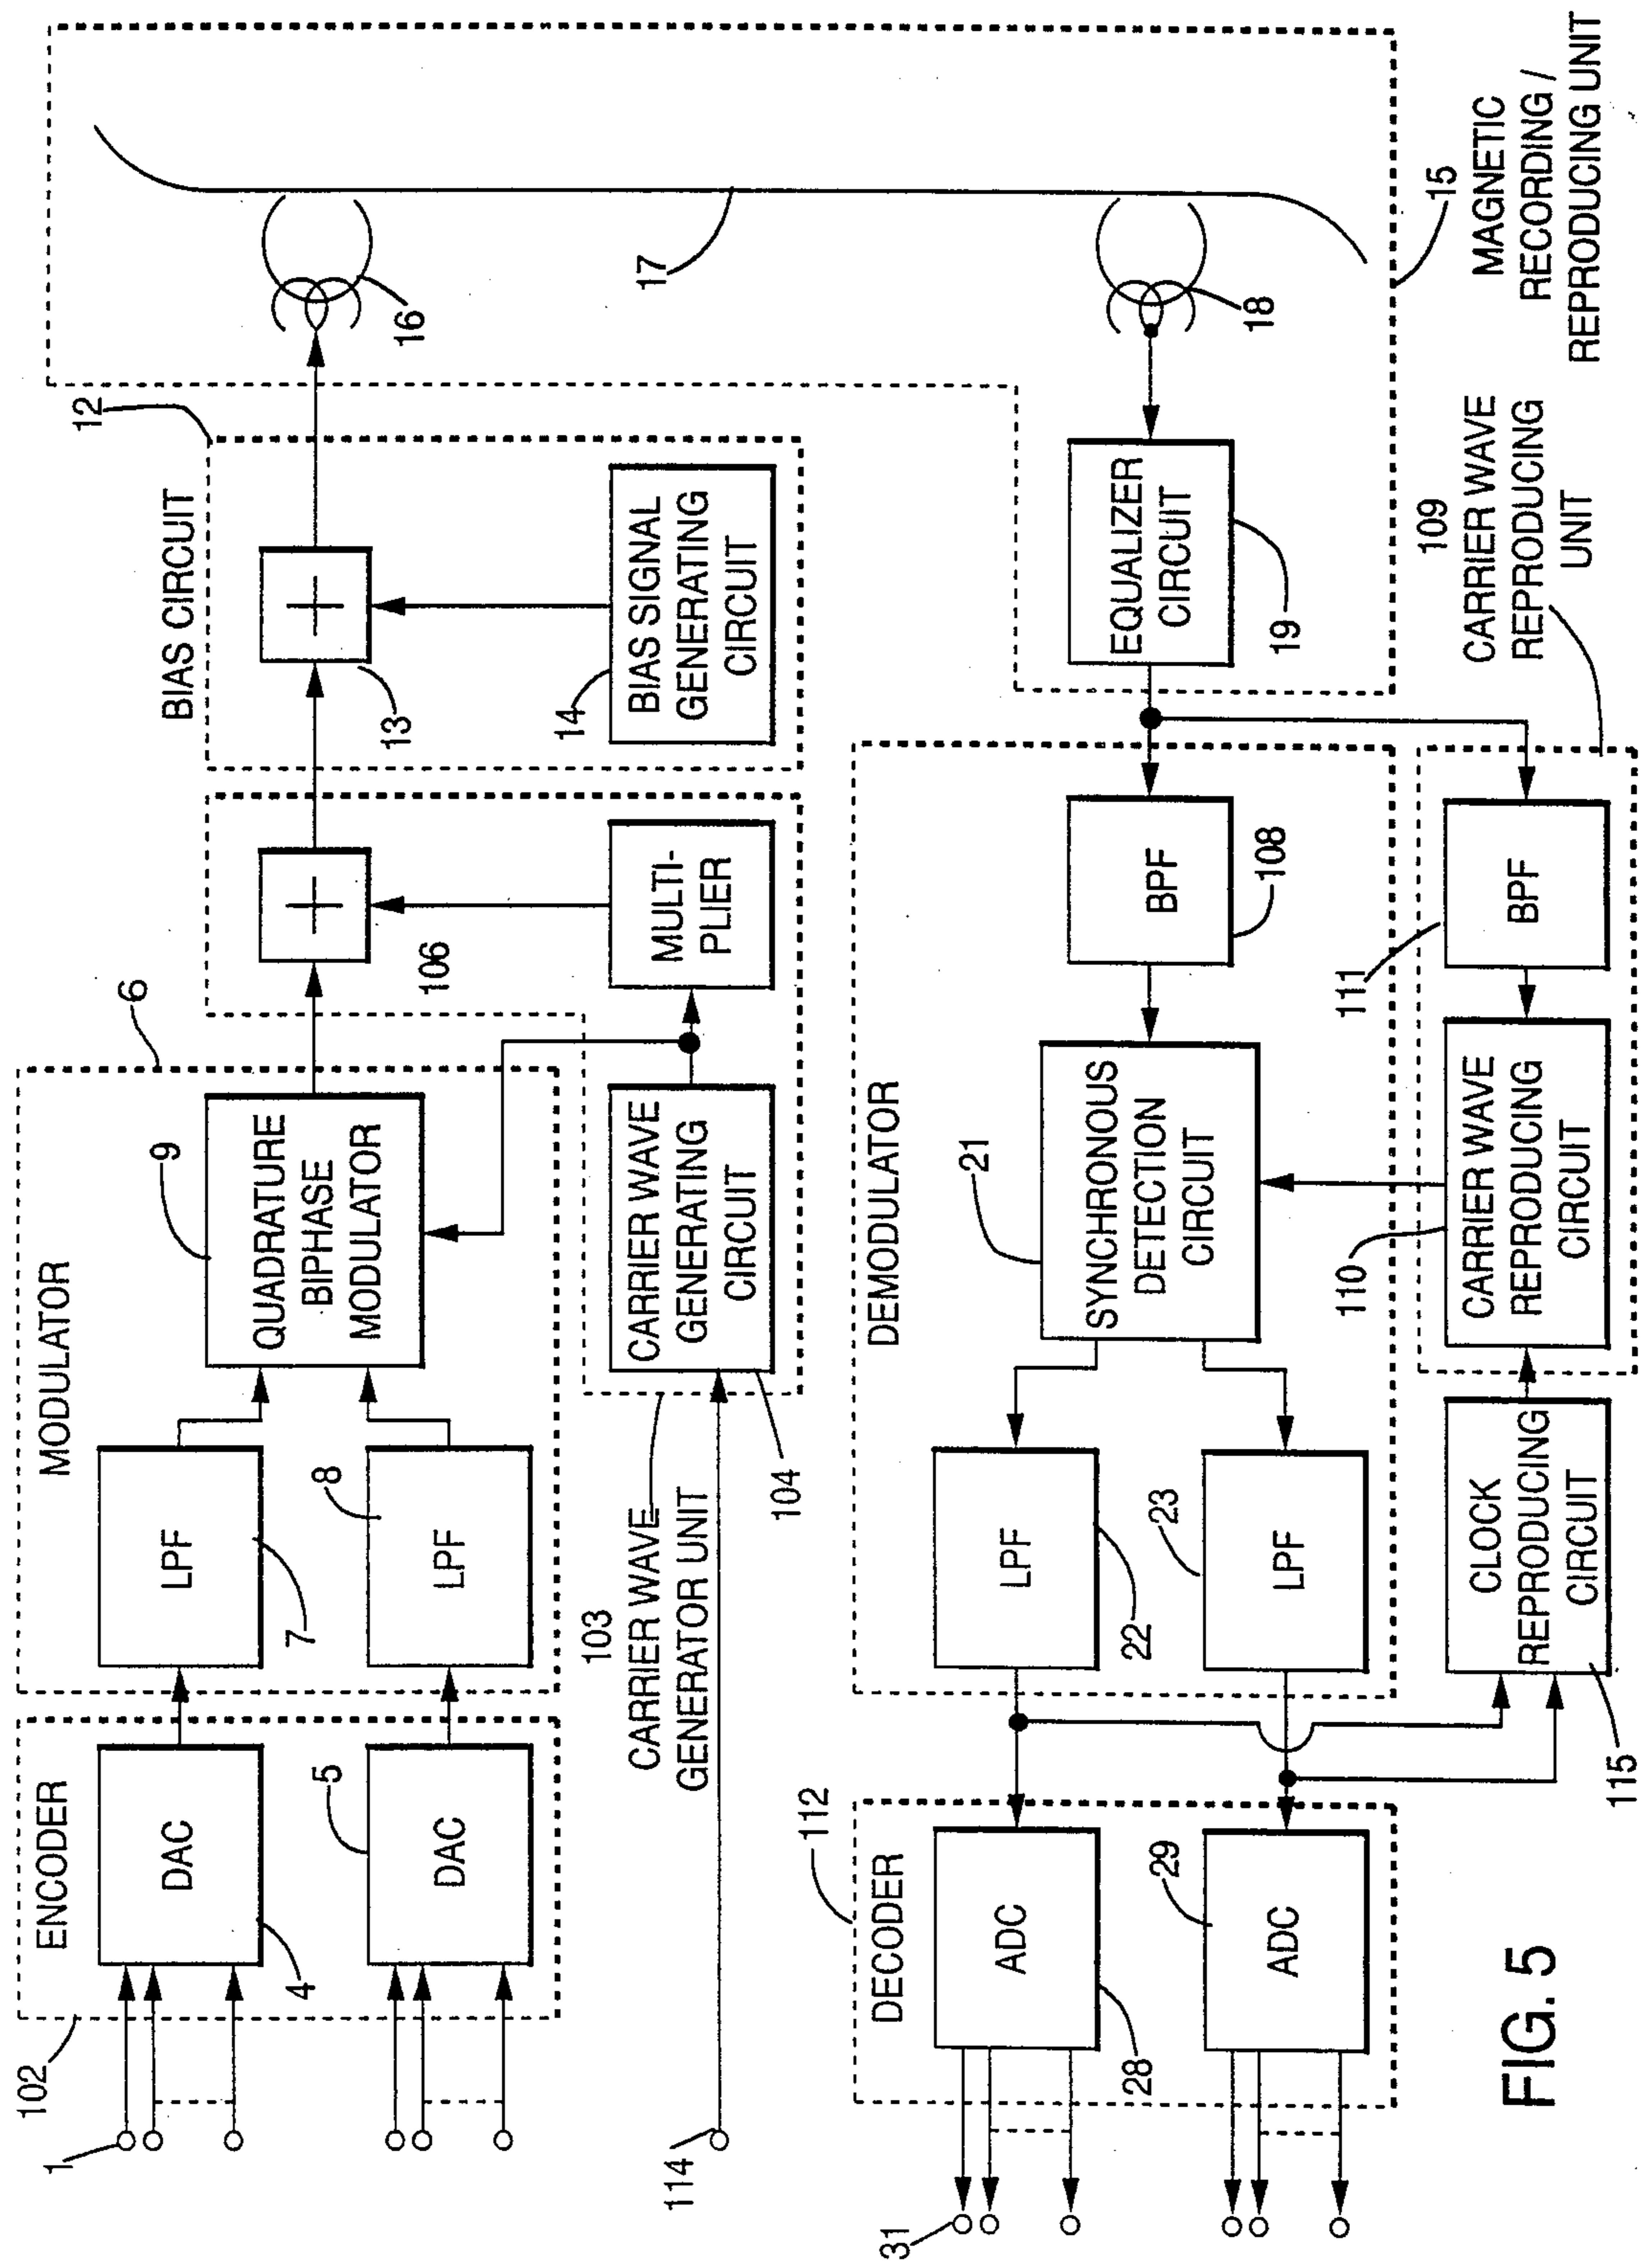 102
ENCODER
1
DAC
4
DAC
5
MODULATOR
6
LPF
7
LPF
8
9
QUADRATURE
BIPHASE
MODULATOR
106
MULTI-
PLIER
103
CARRIER WAVE
GENERATOR UNIT
CARRIER WAVE
GENERATING
CIRCUIT
104
114
BIAS CIRCUIT
12
13
14
BIAS SIGNAL
GENERATING
CIRCUIT
16
17
18
15
MAGNETIC
RECORDING /
REPRODUCING UNIT
EQUALIZER
CIRCUIT
19
109
CARRIER WAVE
REPRODUCING
UNIT
DEMODULATOR
BPF
108
21
SYNCHRONOUS
DETECTION
CIRCUIT
LPF
22
23
LPF
111
BPF
110
CARRIER WAVE
REPRODUCING
CIRCUIT
CLOCK
REPRODUCING
CIRCUIT
115
112
DECODER
ADC
28
29
ADC
31
FIG. 5